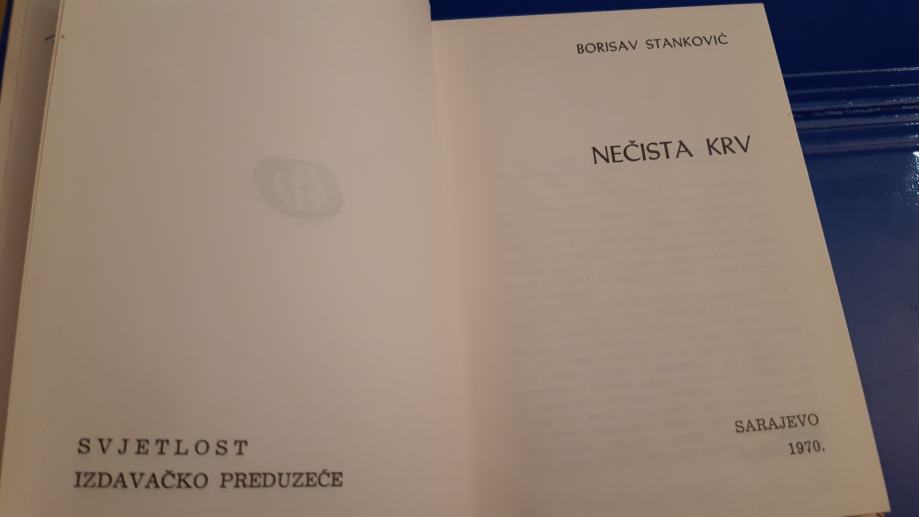 SVJETLOST
IZDAVAČKO PREDUZEĆE
BORISAV STANKOVIĆ
NEČISTA KRV
SARAJEVO
1970.